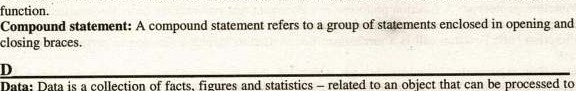 function.
Compound statement: A compound statement refers to a group of statements enclosed in opening and
closing braces.
D
Data: Data is a collection of facts, figures and statistics – related to an object that can be processed to